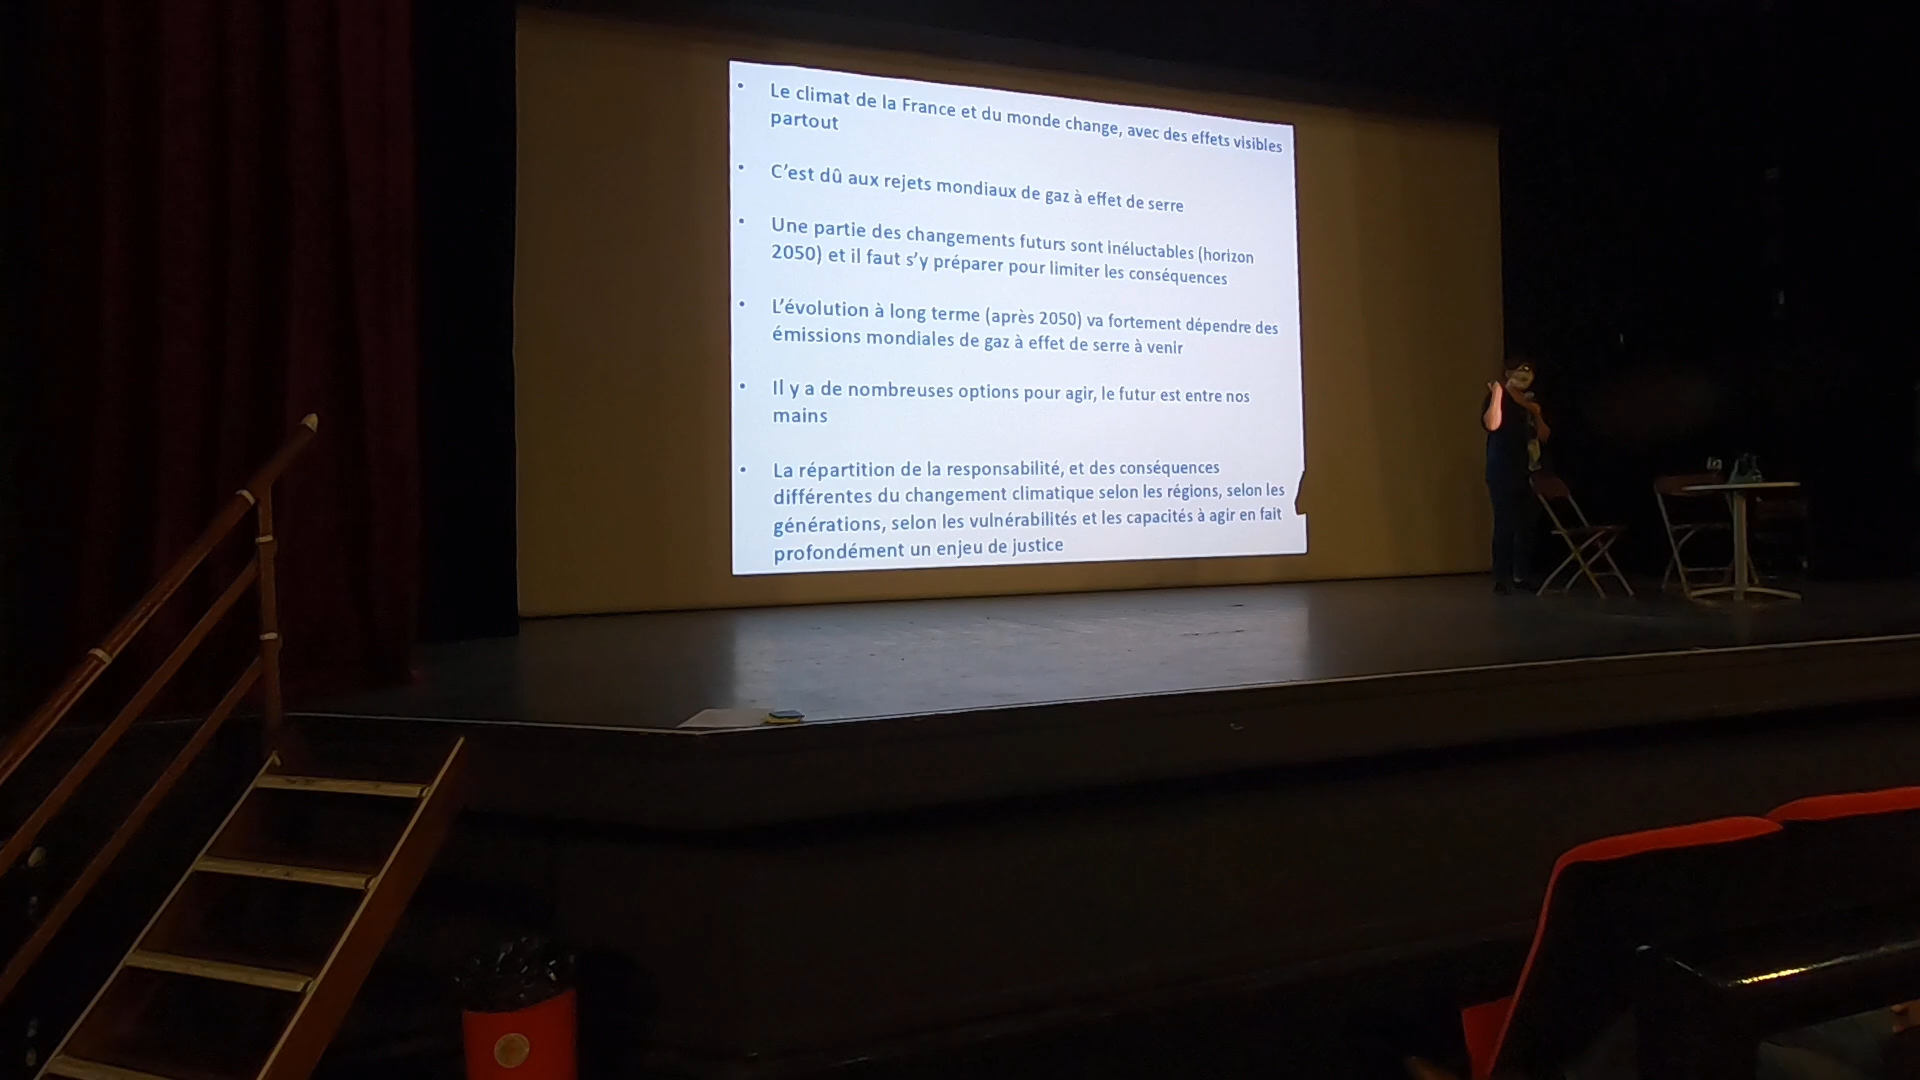 • Le climat de la France et du monde change, avec des effets visibles
partout
• C'est dû aux rejets mondiaux de gaz à effet de serre
• Une partie des changements futurs sont inéluctables (horizon
2050) et il faut s'y préparer pour limiter les conséquences
• L'évolution à long terme (après 2050) va fortement dépendre des
émissions mondiales de gaz à effet de serre à venir
• Il y a de nombreuses options pour agir, le futur est entre nos
mains
• La répartition de la responsabilité, et des conséquences
différentes du changement climatique selon les régions, selon les
générations, selon les vulnérabilités et les capacités à agir en fait
profondément un enjeu de justice